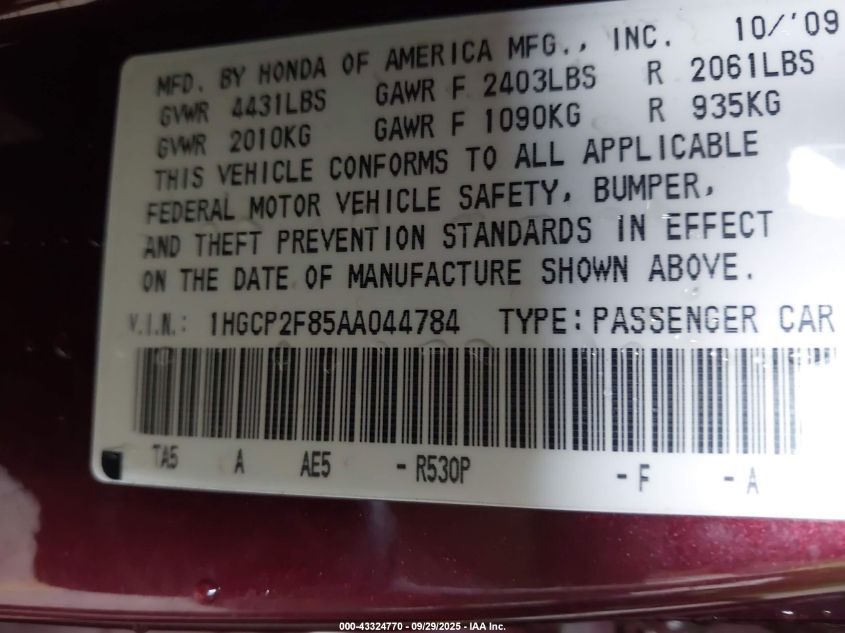 10/'09
MFD. BY HONDA OF AMERICA MFG., INC.
GVWR 4431LBS GAWR F 2403LBS R 2061LBS
GVWR 2010KG GAWR F 1090KG R 935KG
THIS VEHICLE CONFORMS TO ALL APPLICABLE
FEDERAL MOTOR VEHICLE SAFETY, BUMPER,
AND THEFT PREVENTION STANDARDS IN EFFECT
ON THE DATE OF MANUFACTURE SHOWN ABOVE.
V.I.N.: 1HGCP2F85AA044784 TYPE: PASSENGER CAR
TA5 A AE5 - R530P - F - A
000-43324770 - 09/29/2025 - IAA Inc.